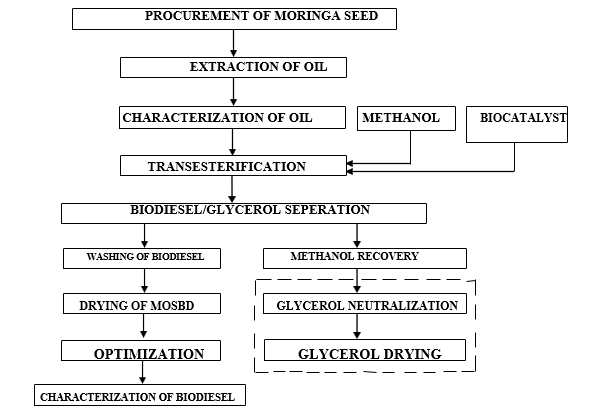 PROCUREMENT OF MORINGA SEED
EXTRACTION OF OIL
CHARACTERIZATION OF OIL
METHANOL
BIOCATALYST
TRANSESTERIFICATION
BIODIESEL/GLYCEROL SEPERATION
WASHING OF BIODIESEL
METHANOL RECOVERY
DRYING OF MOSBD
GLYCEROL NEUTRALIZATION
OPTIMIZATION
GLYCEROL DRYING
CHARACTERIZATION OF BIODIESEL